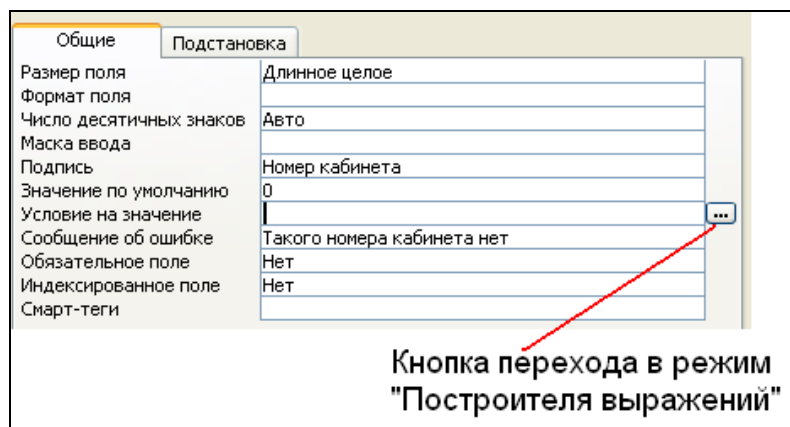 Общие Подстановка
Размер поля Длинное целое
Формат поля
Число десятичных знаков Авто
Маска ввода
Подпись Номер кабинета
Значение по умолчанию 0
Условие на значение ...
Сообщение об ошибке Такого номера кабинета нет
Обязательное поле Нет
Индексированное поле Нет
Смарт-теги
Кнопка перехода в режим
"Построителя выражений"